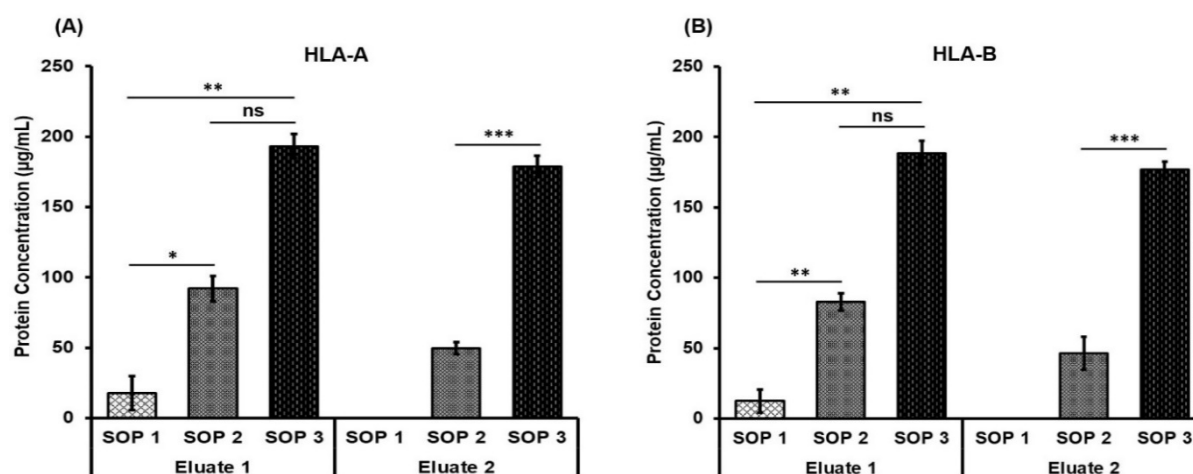 (A)
HLA-A
Protein Concentration (µg/mL)
250
200
150
100
50
0
**
ns
***
*
SOP 1 SOP 2 SOP 3 SOP 1 SOP 2 SOP 3
Eluate 1 Eluate 2
(B)
HLA-B
Protein Concentration (µg/mL)
250
200
150
100
50
0
**
ns
***
**
SOP 1 SOP 2 SOP 3 SOP 1 SOP 2 SOP 3
Eluate 1 Eluate 2